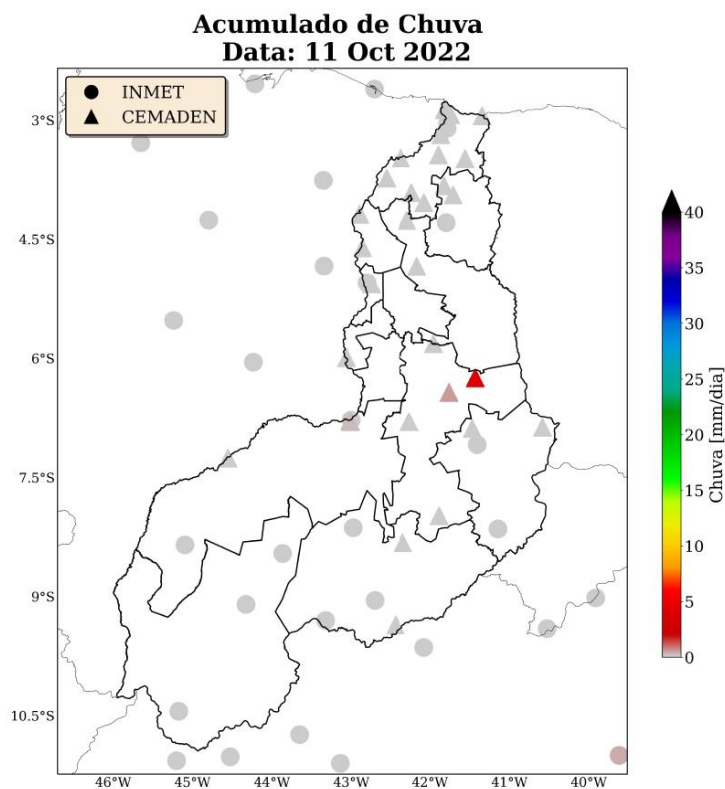 Acumulado de Chuva
Data: 11 Oct 2022
INMET
CEMADEN
3°S
4.5°S
6°S
7.5°S
9°S
10.5°S
46°W 45°W 44°W 43°W 42°W 41°W 40°W
40
35
30
25
20
15
10
5
0
Chuva [mm/dia]